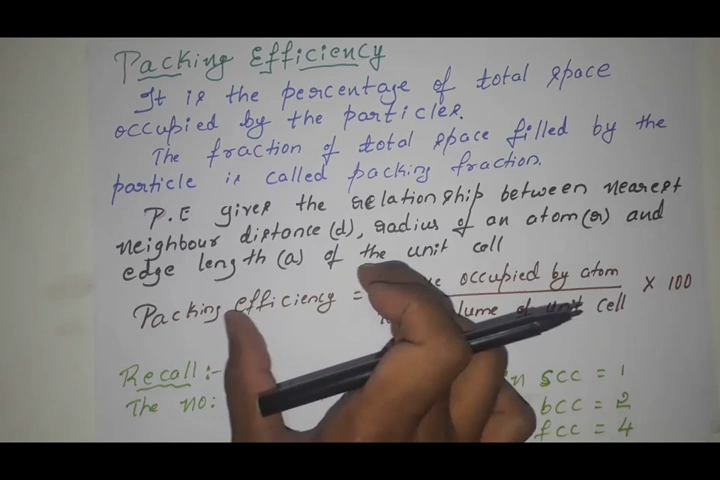 Packing Efficiency
It is the percentage of total space
occupied by the particles.
The fraction of total space filled by the
particle is called packing fraction.
P.E gives the relationship between nearest
neighbour distance (d), radius of an atom (r) and
edge length (a) of the unit cell
Packing efficiency = occupied by atom × 100
of unit cell
Recall :-
The no: in SCC = 1
bCC = 2
fCC = 4